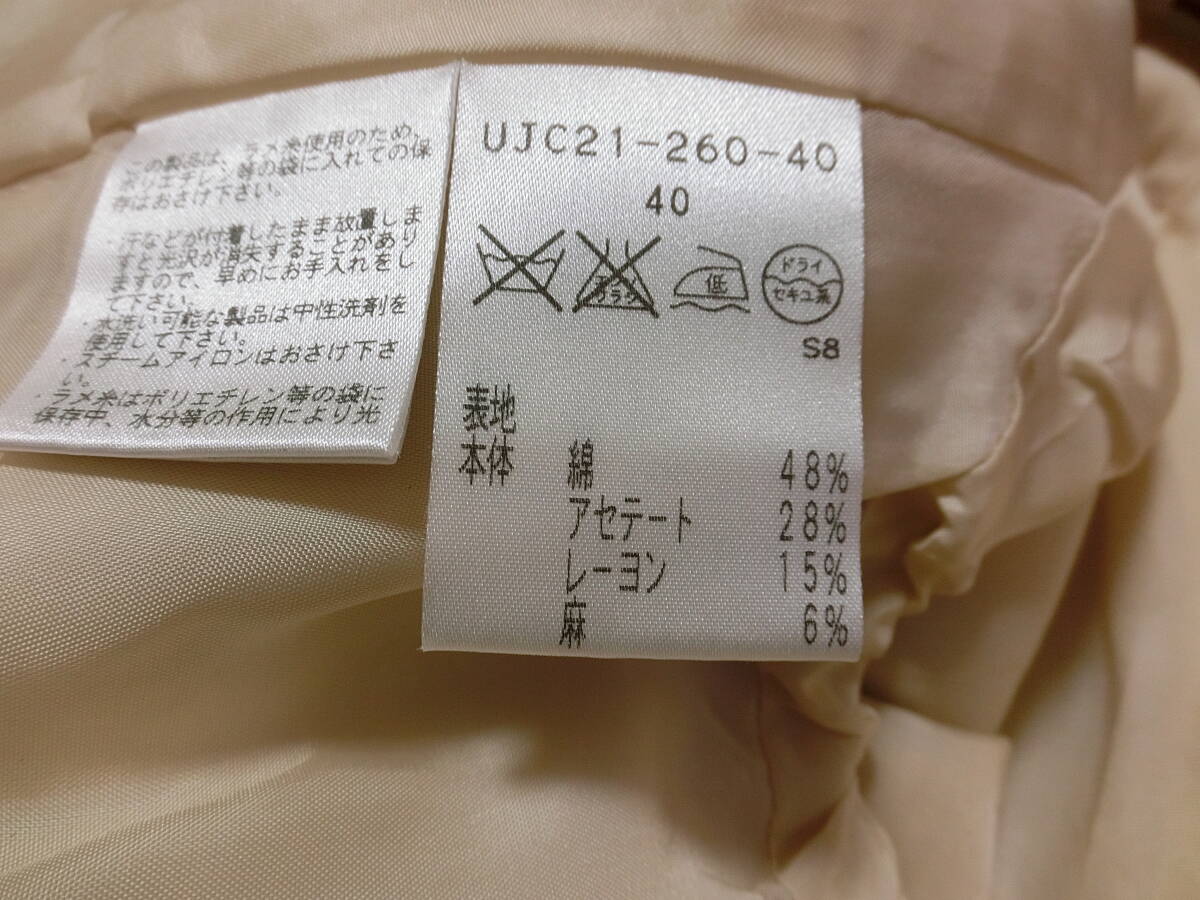 この製品は、ラメ糸使用のため、
ポリエチレン等の袋に入れての保
存はおさけ下さい。
・汗などが付着したまま放置しま
すと光沢が消失することがあり
ますので、早めにお手入れをし
て下さい。
・水洗い可能な製品は中性洗剤を
使用して下さい。
・スチームアイロンはおさけ下さ
い。
・ラメ糸はポリエチレン等の袋に
保存中、水分等の作用により光
UJC21-260-40
40
エンソ
サラシ
低
ドライ
セキユ系
S8
表地
本体 綿 48%
アセテート 28%
レーヨン 15%
麻 6%